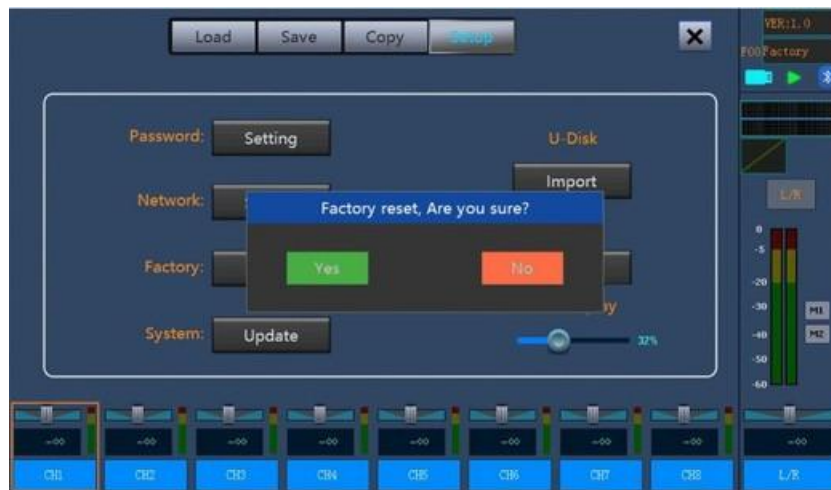 Load Save Copy Setup
VER:1.0
F00Factory
Password: Setting
U-Disk
Network:
Import
L/R
Factory reset, Are you sure?
Factory:
Yes No
System: Update
32%
0
-5
-20
-30
-40
-50
-60
M1
M2
-∞ -∞ -∞ -∞ -∞ -∞ -∞ -∞ -∞
CH1 CH2 CH3 CH4 CH5 CH6 CH7 CH8 L/R